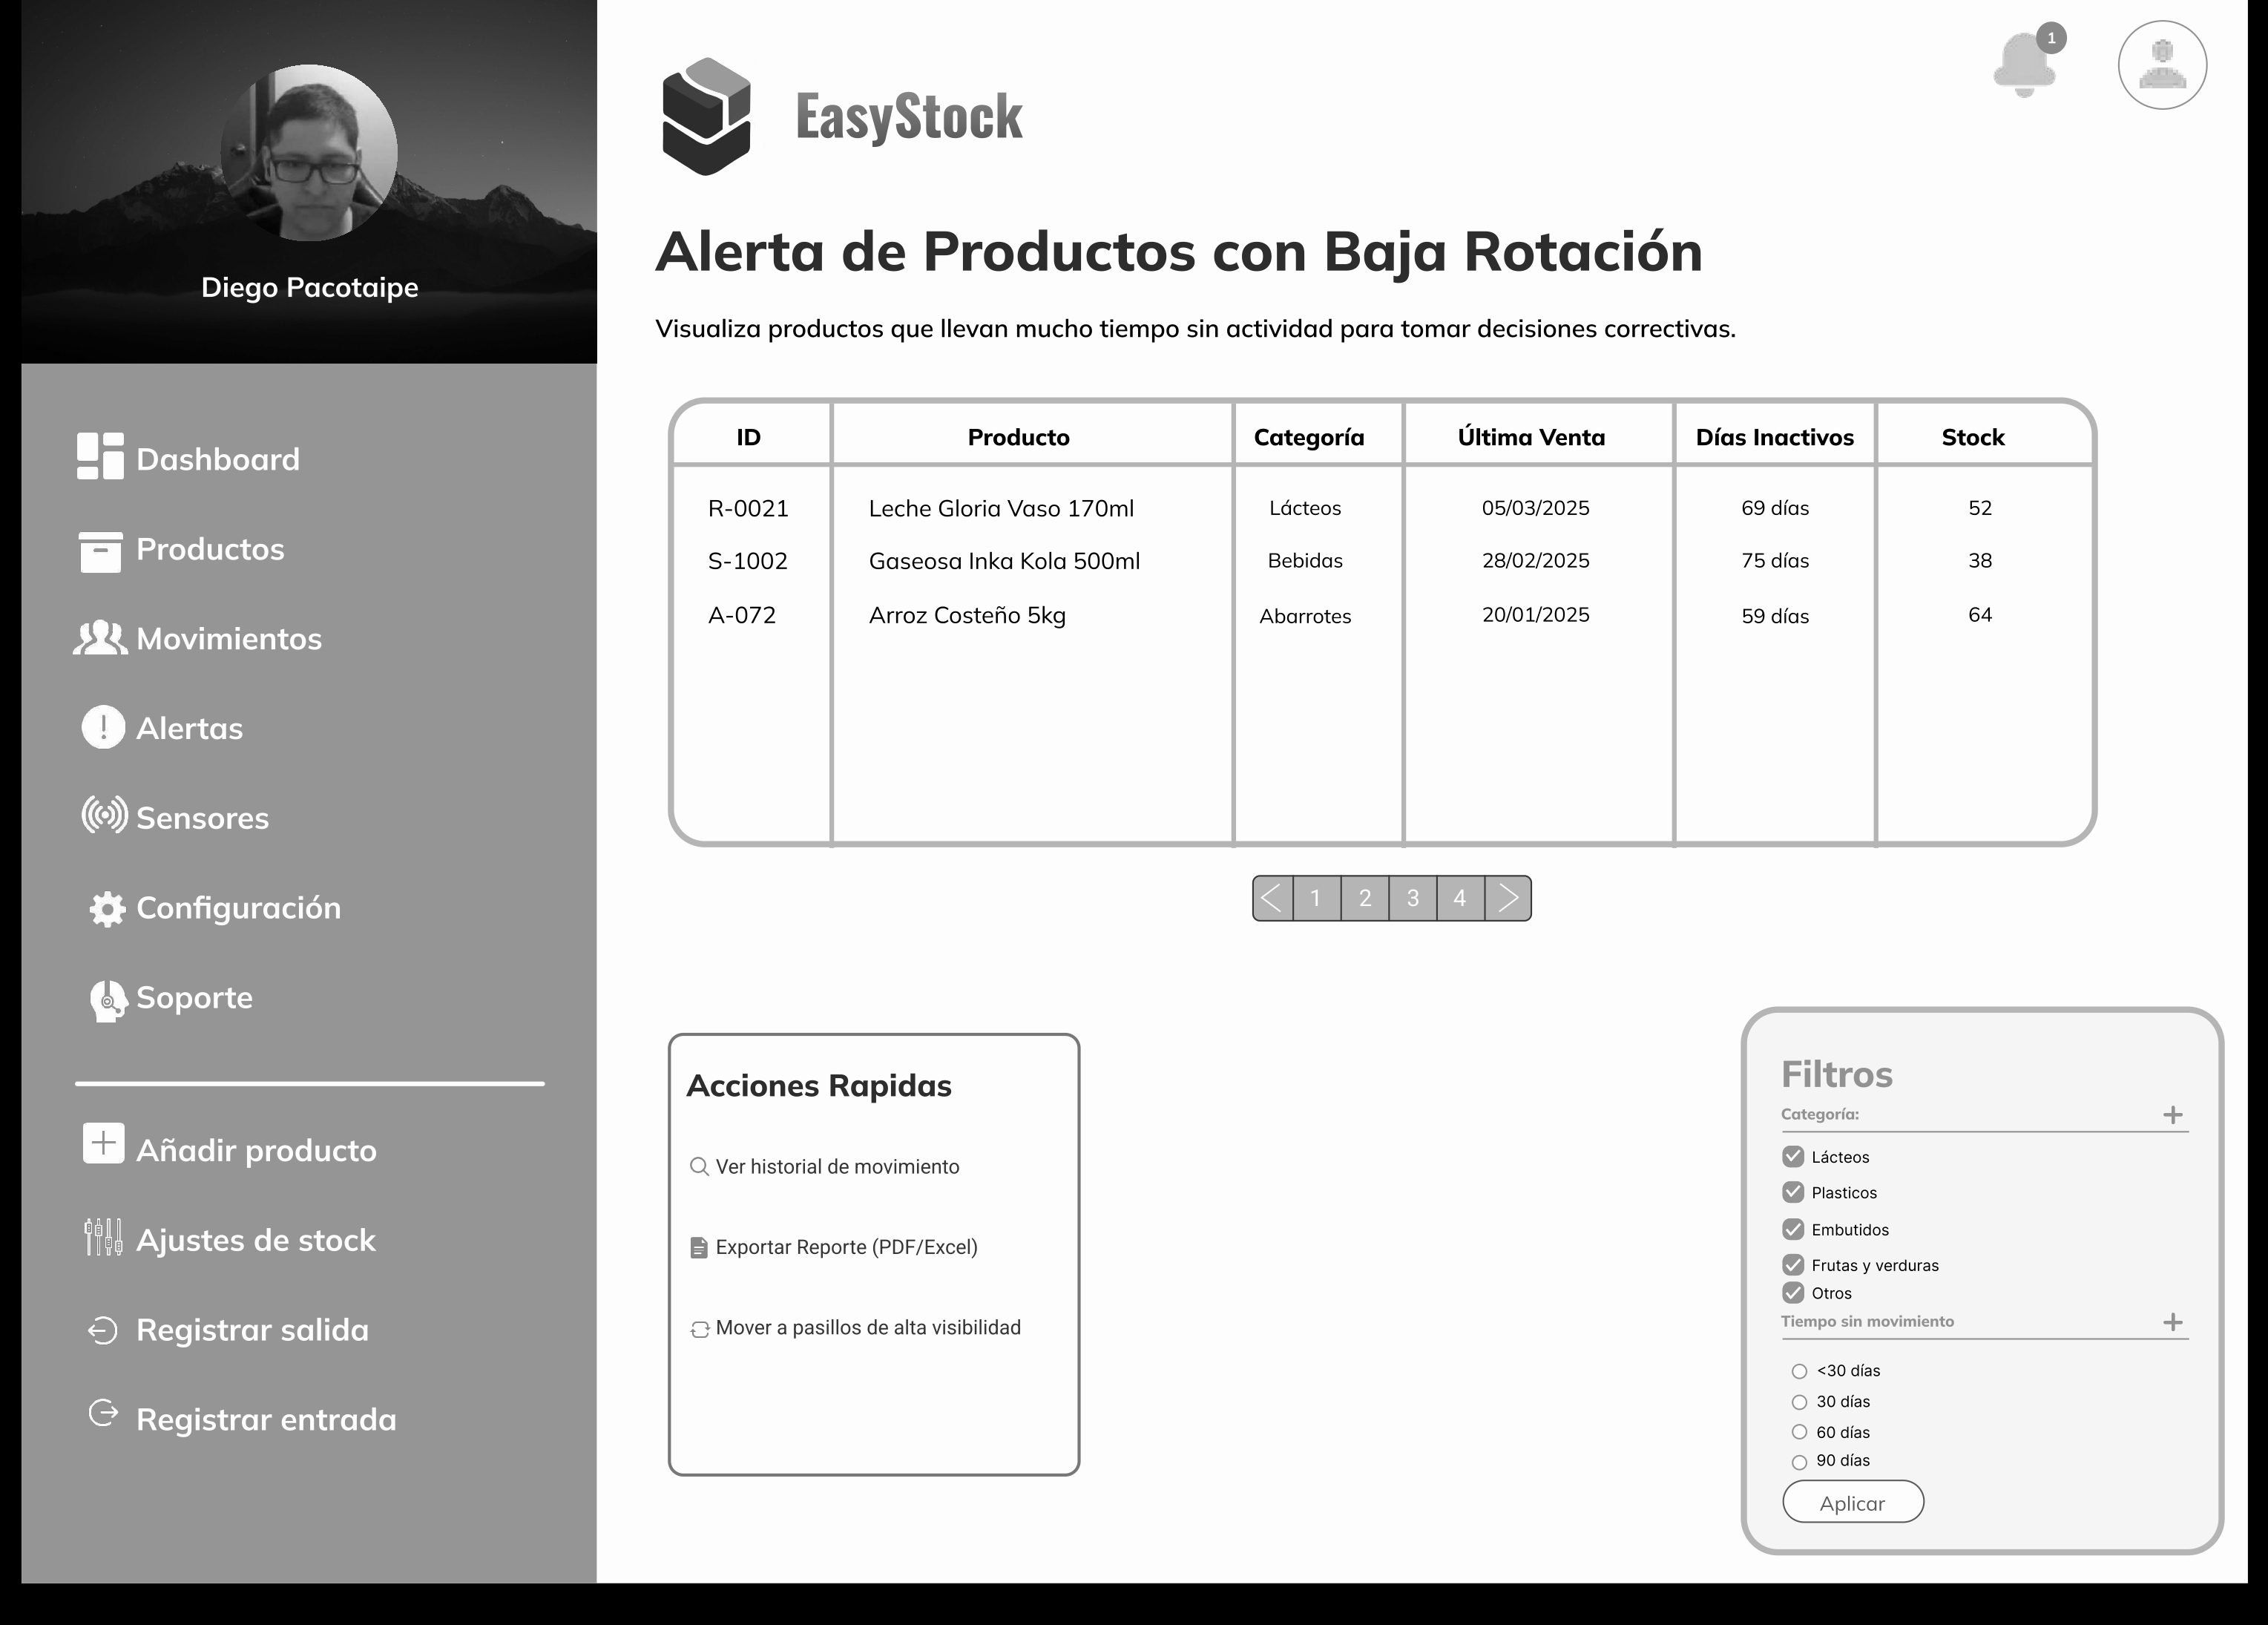 Diego Pacotaipe
Dashboard
Productos
Movimientos
Alertas
Sensores
Configuración
Soporte
Añadir producto
Ajustes de stock
Registrar salida
Registrar entrada
1
EasyStock
Alerta de Productos con Baja Rotación
Visualiza productos que llevan mucho tiempo sin actividad para tomar decisiones correctivas.
ID Producto Categoría Última Venta Días Inactivos Stock
R-0021 Leche Gloria Vaso 170ml Lácteos 05/03/2025 69 días 52
S-1002 Gaseosa Inka Kola 500ml Bebidas 28/02/2025 75 días 38
A-072 Arroz Costeño 5kg Abarrotes 20/01/2025 59 días 64
1 2 3 4
Acciones Rapidas
Ver historial de movimiento
Exportar Reporte (PDF/Excel)
Mover a pasillos de alta visibilidad
Filtros
Categoría: +
Lácteos
Plasticos
Embutidos
Frutas y verduras
Otros
Tiempo sin movimiento +
<30 días
30 días
60 días
90 días
Aplicar